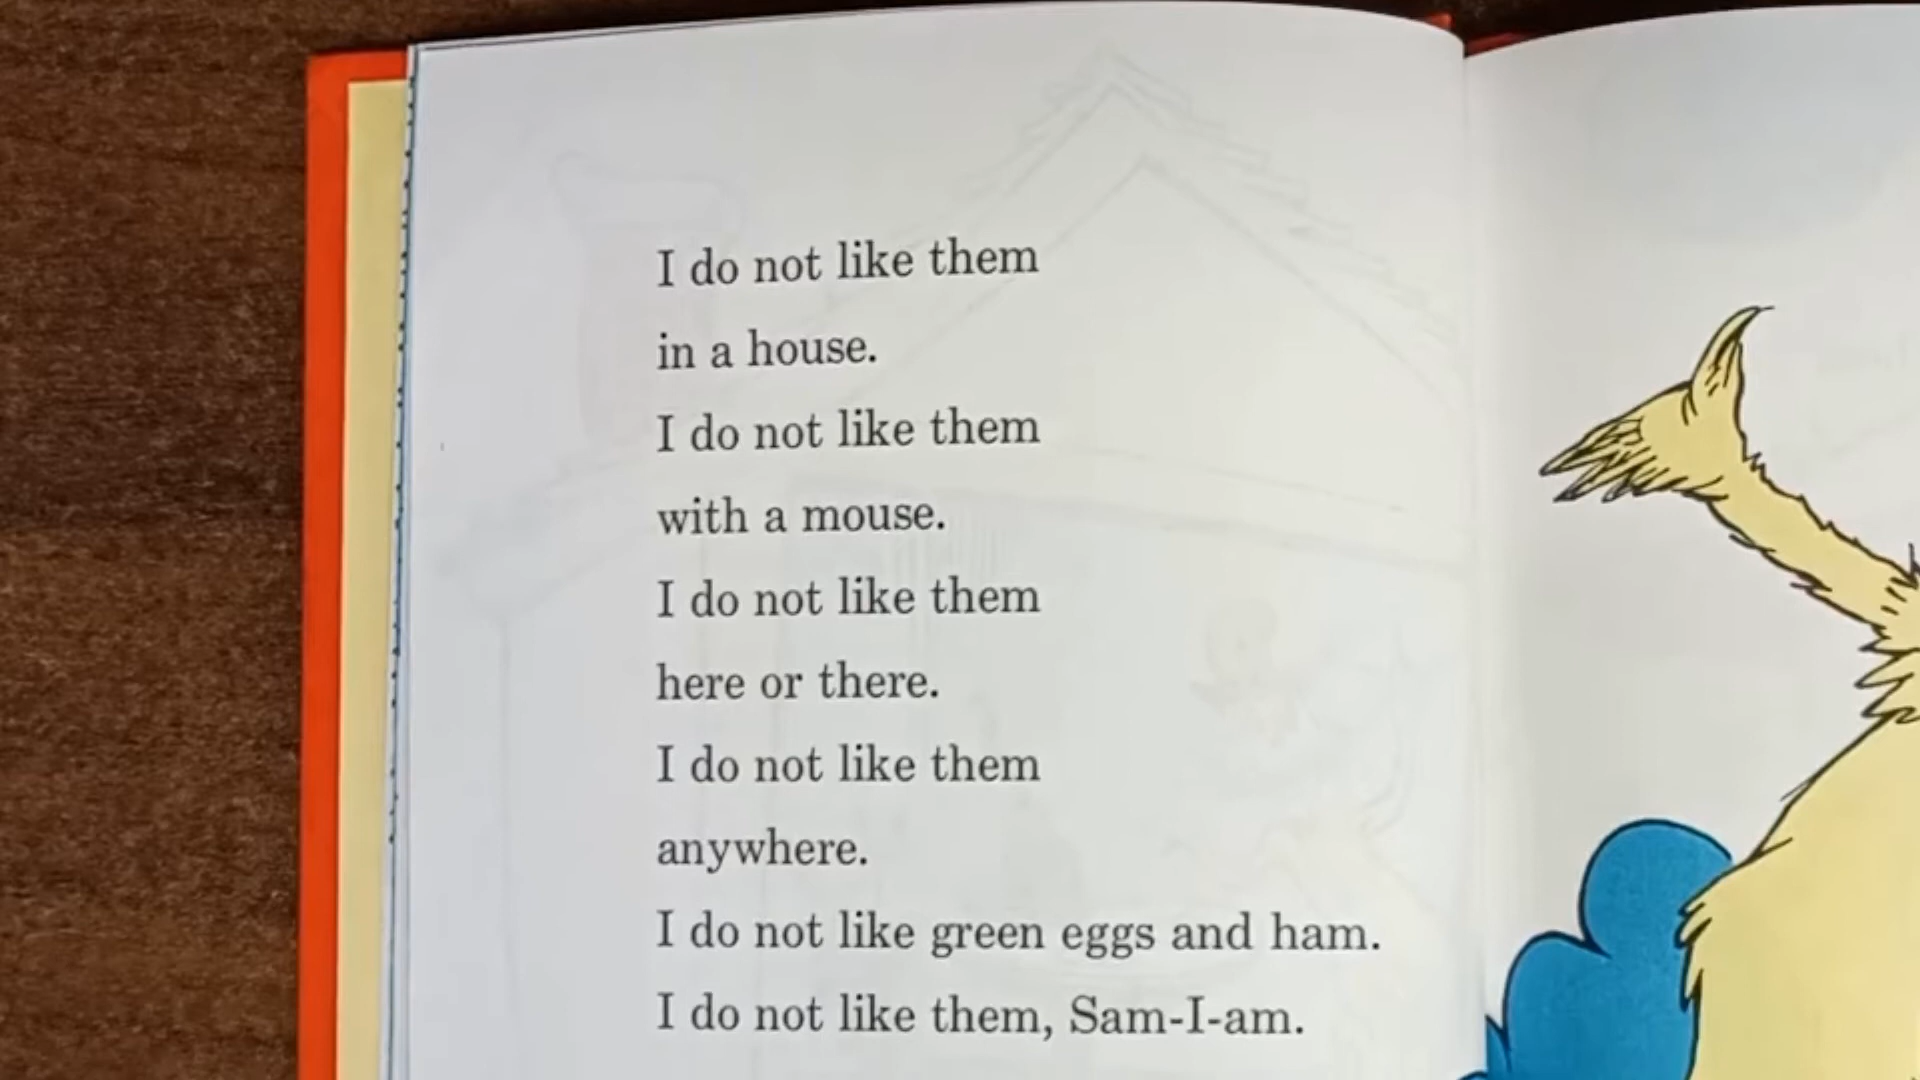 I do not like them
in a house.
I do not like them
with a mouse.
I do not like them
here or there.
I do not like them
anywhere.
I do not like green eggs and ham.
I do not like them, Sam-I-am.